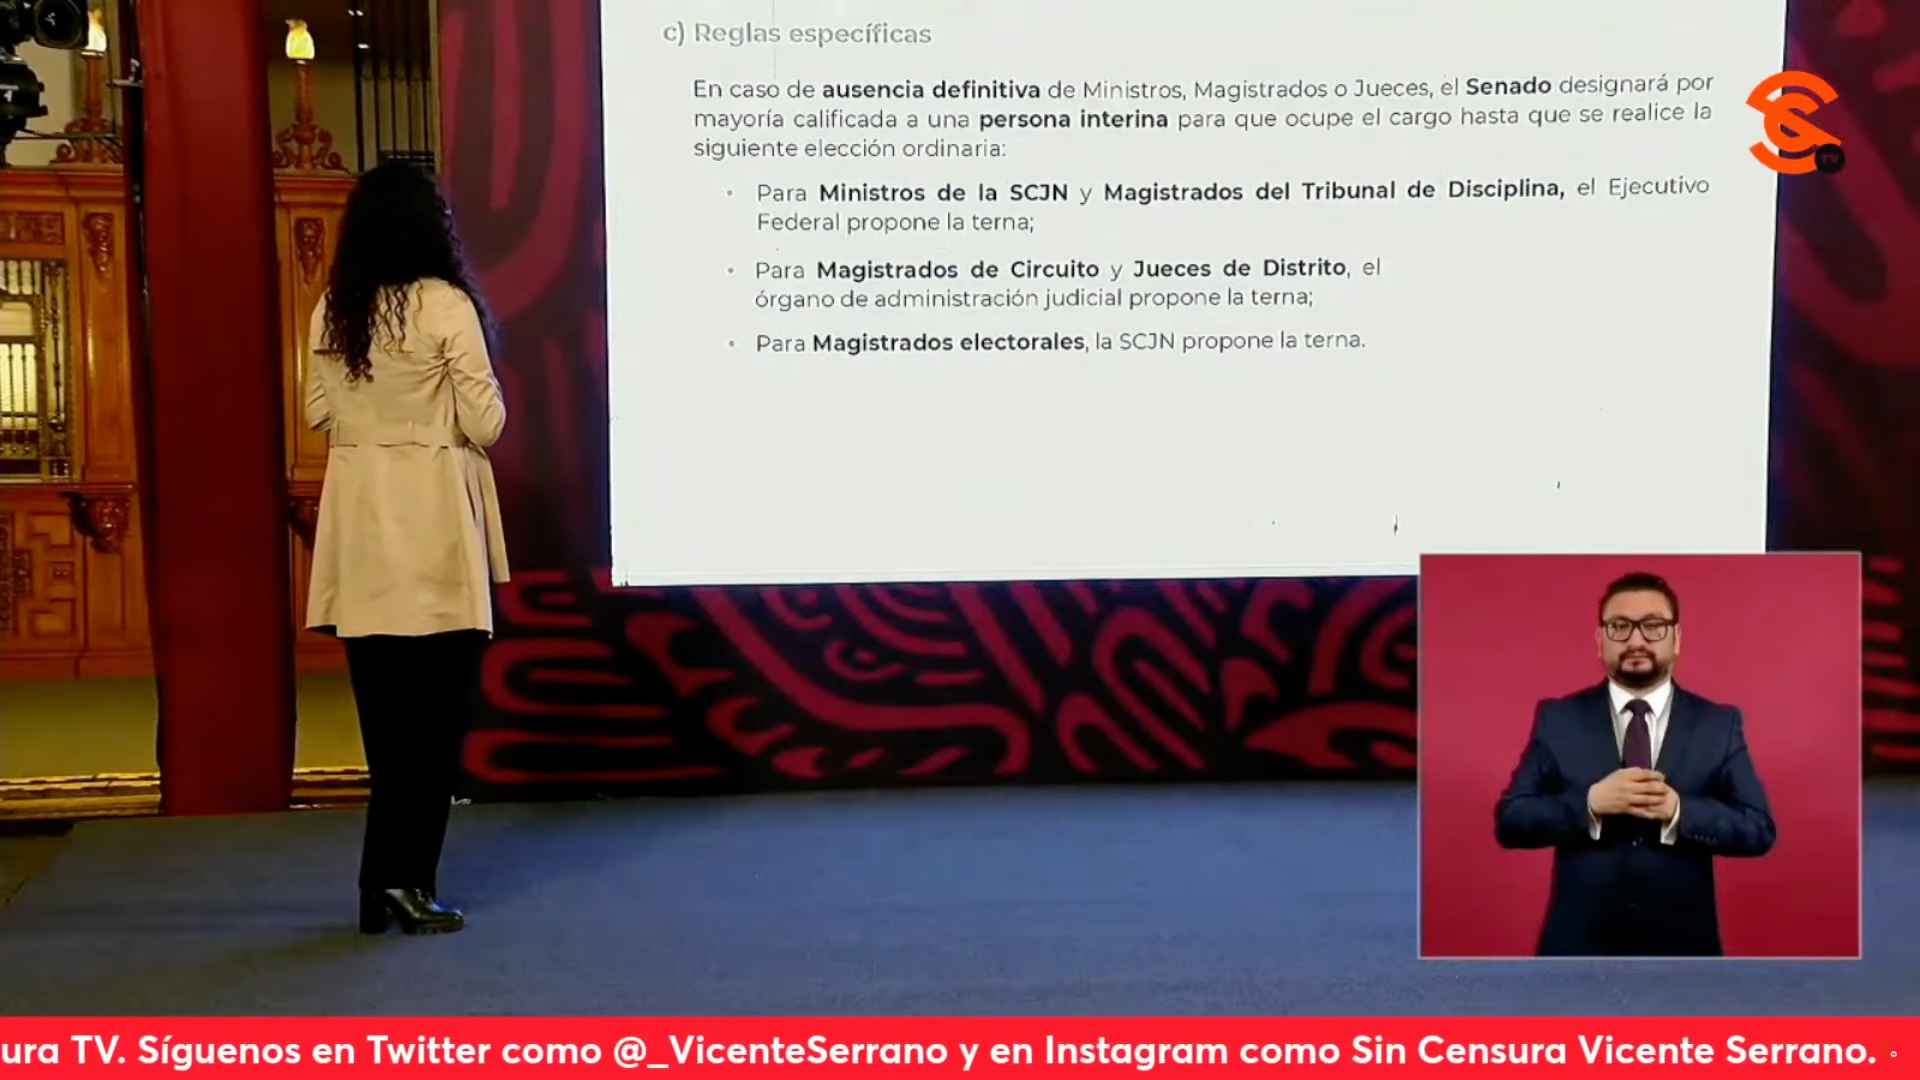 c) Reglas específicas
En caso de ausencia definitiva de Ministros, Magistrados o Jueces, el Senado designará por
mayoría calificada a una persona interina para que ocupe el cargo hasta que se realice la
siguiente elección ordinaria:
• Para Ministros de la SCJN y Magistrados del Tribunal de Disciplina, el Ejecutivo
Federal propone la terna;
• Para Magistrados de Circuito y Jueces de Distrito, el
órgano de administración judicial propone la terna;
• Para Magistrados electorales, la SCJN propone la terna.
TV
1
ura TV. Síguenos en Twitter como @_VicenteSerrano y en Instagram como Sin Censura Vicente Serrano.